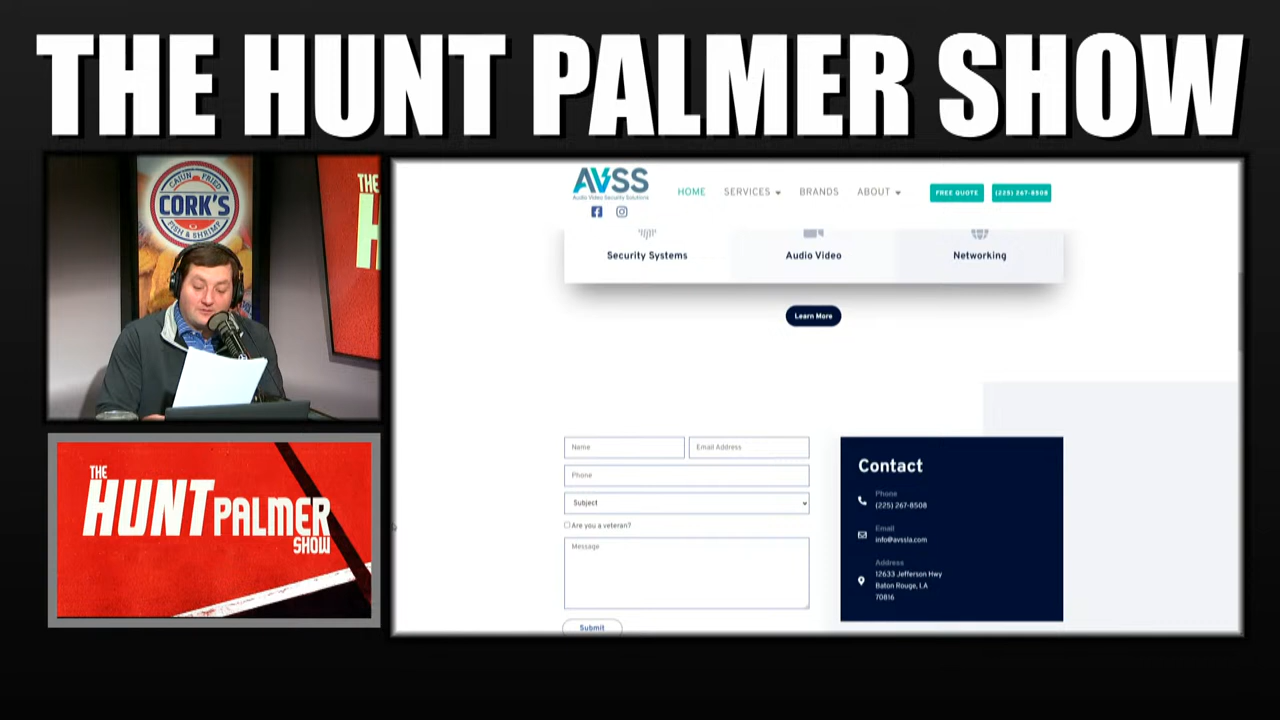 THE HUNT PALMER SHOW
CAJUN FRIED
CORK'S
FISH & SHRIMP
THE
H
THE
HUNT PALMER
SHOW
AVSS
Audio Video Security Solutions
HOME
SERVICES
BRANDS
ABOUT
FREE QUOTE
(225) 267-8508
Security Systems
Audio Video
Networking
Learn More
Name
Email Address
Phone
Subject
Are you a veteran?
Message
Submit
Contact
Phone
(225) 267-8508
Email
info@avssla.com
Address
12633 Jefferson Hwy
Baton Rouge, LA
70816